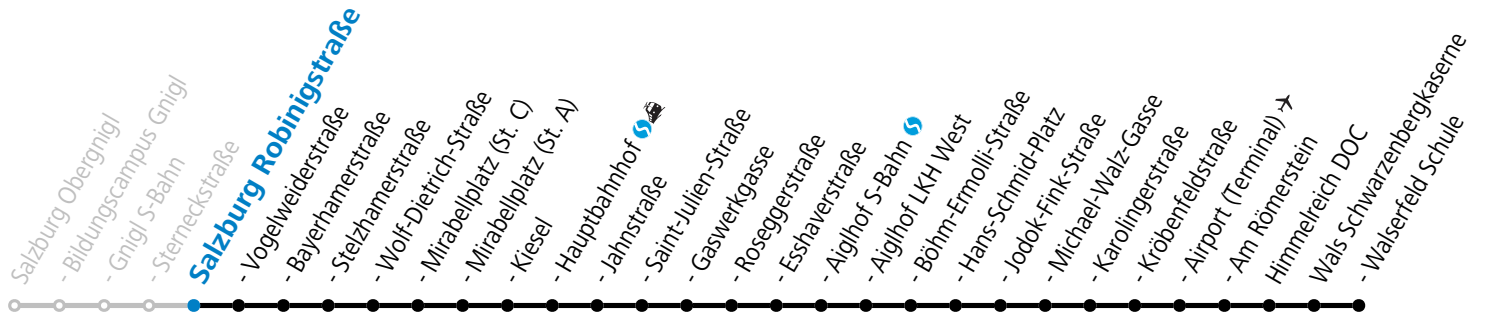 Salzburg Obergnigl
- Bildungscampus Gnigl
- Gnigl S-Bahn
- Sterneckstraße
Salzburg Robinigstraße
- Vogelweiderstraße
- Bayerhamerstraße
- Stelzhamerstraße
- Wolf-Dietrich-Straße
- Mirabellplatz (St. C)
- Mirabellplatz (St. A)
- Kiesel
- Hauptbahnhof
- Jahnstraße
- Saint-Julien-Straße
- Gaswerkgasse
- Roseggerstraße
- Esshaverstraße
- Aiglhof S-Bahn
- Aiglhof LKH West
- Böhm-Ermolli-Straße
- Hans-Schmid-Platz
- Jodok-Fink-Straße
- Michael-Walz-Gasse
- Karolingerstraße
- Kröbenfeldstraße
- Airport (Terminal)
- Am Römerstein
Himmelreich DOC
Wals Schwarzenbergkaserne
- Walserfeld Schule